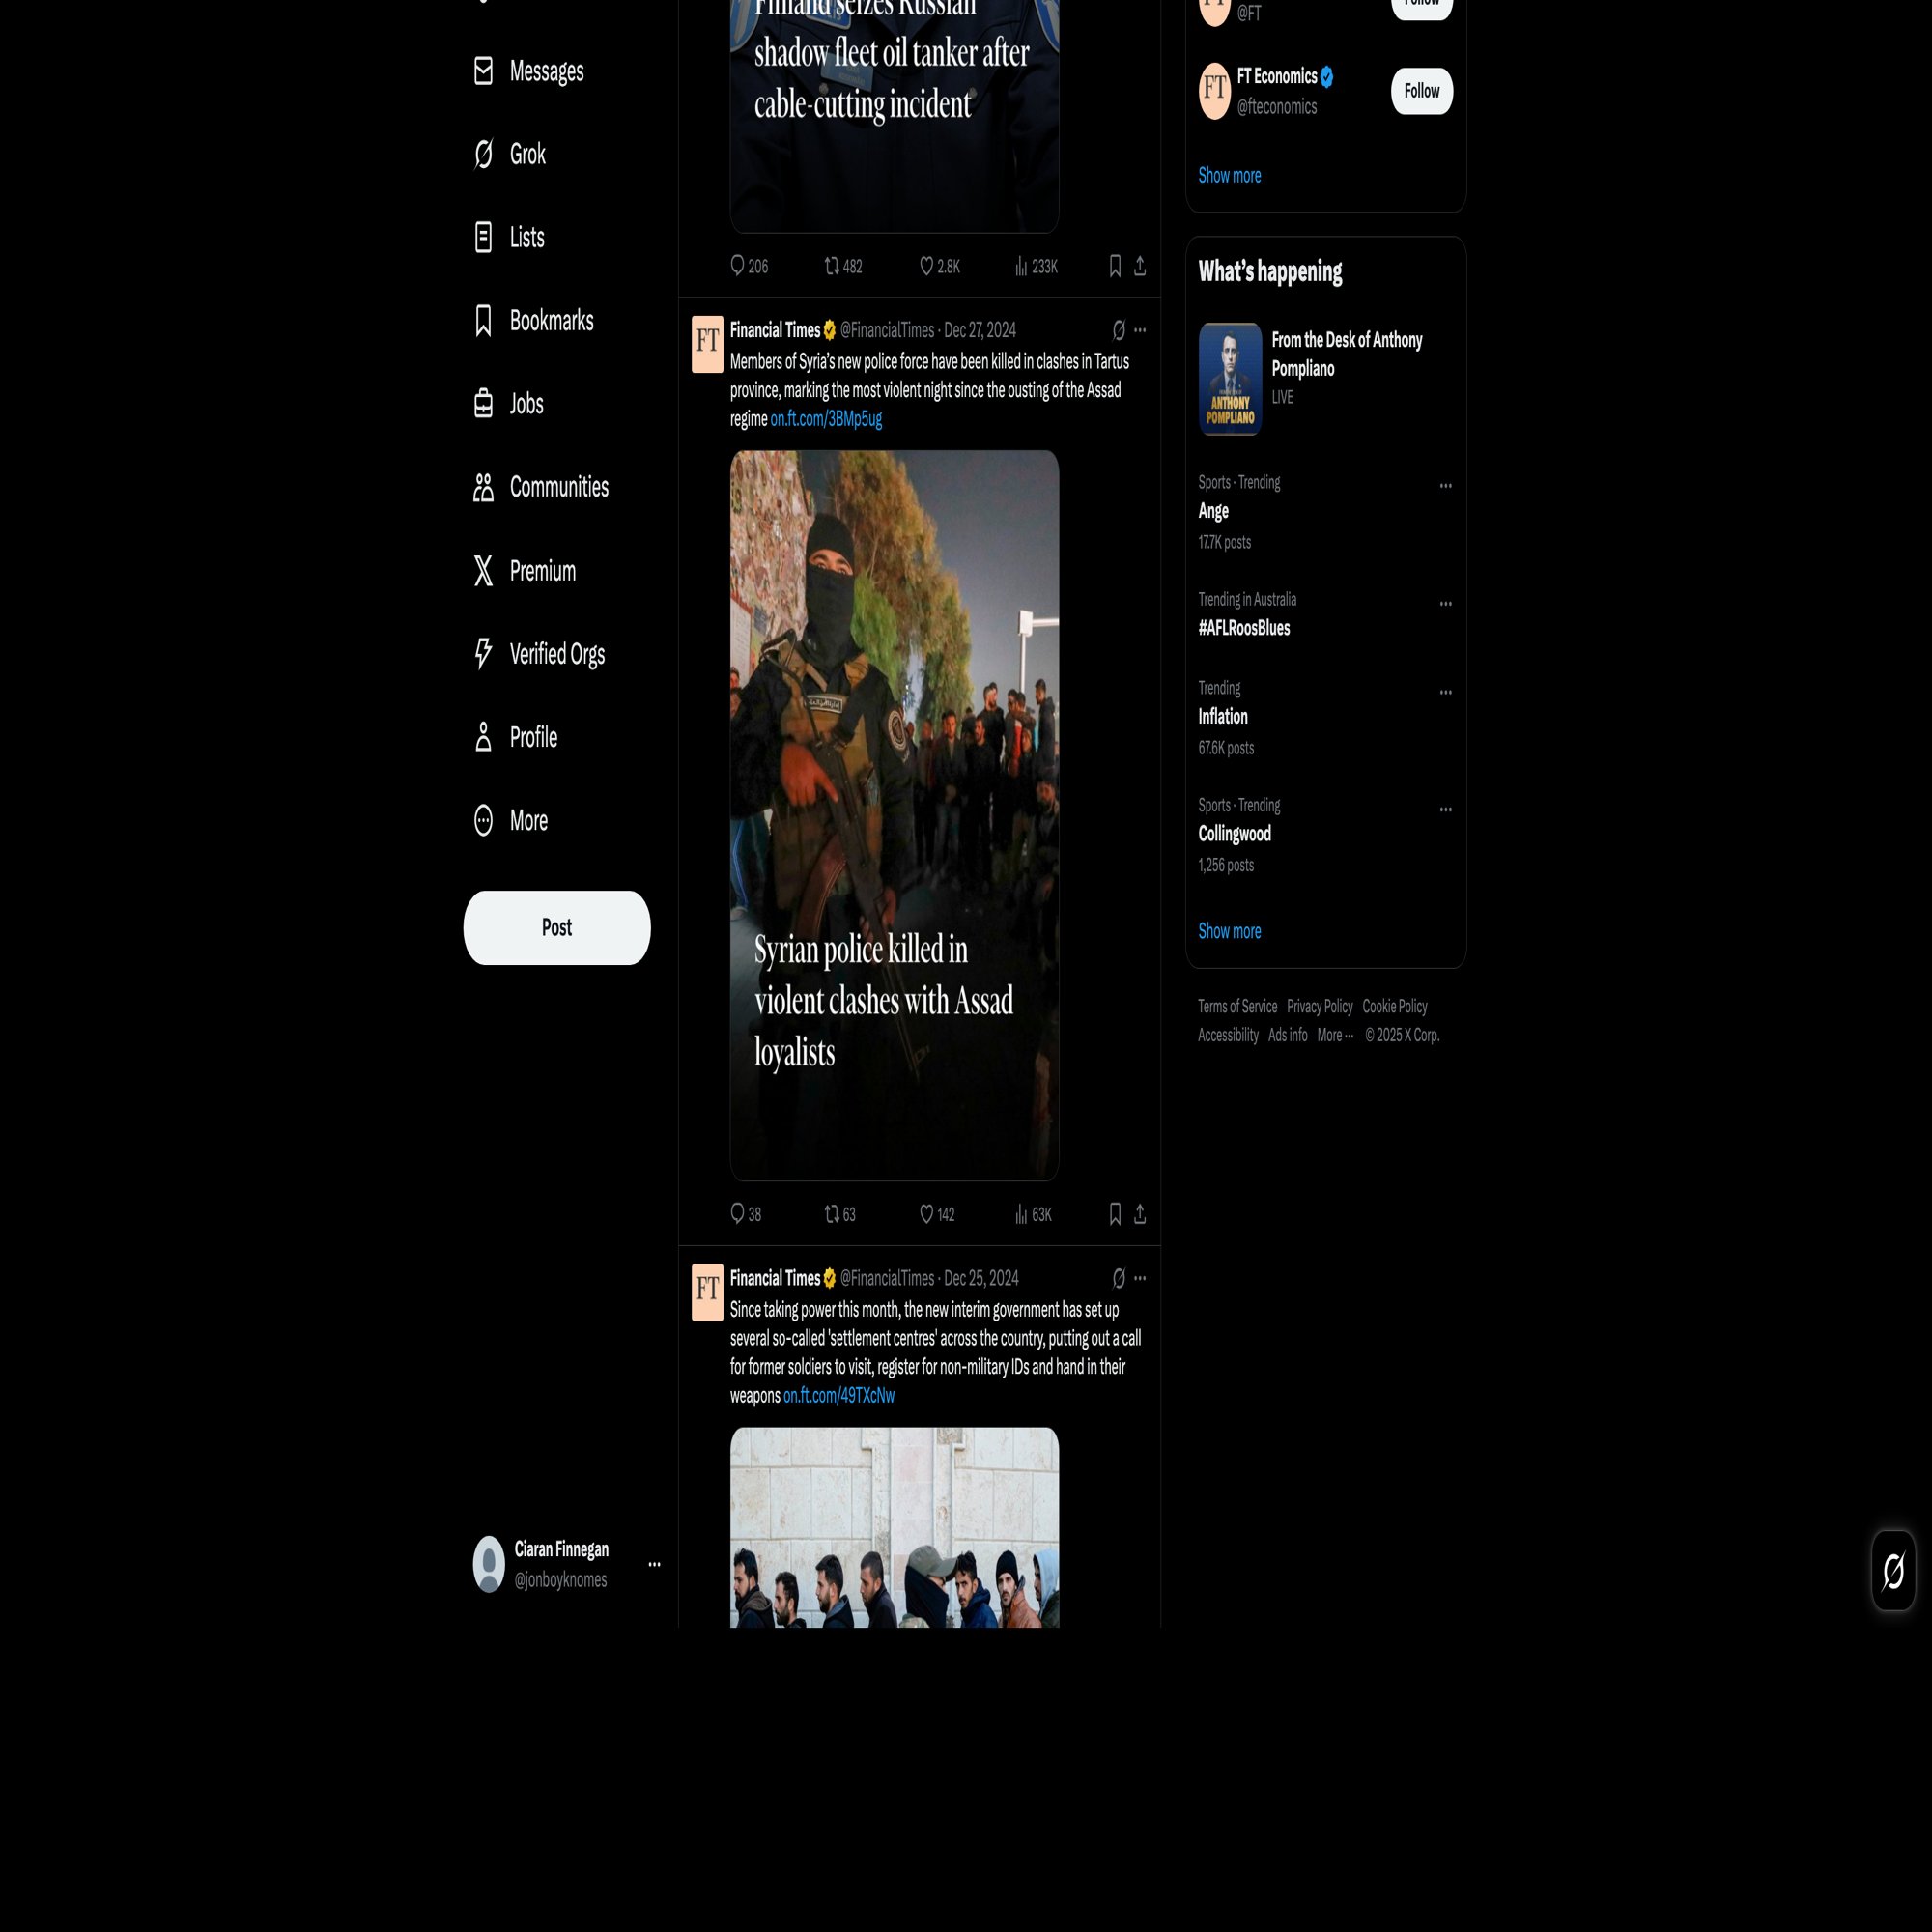 Messages
Grok
Lists
Bookmarks
Jobs
Communities
Premium
Verified Orgs
Profile
More
Post
Ciaran Finnegan
@jonboyknomes
Finland seizes Russian
shadow fleet oil tanker after
cable-cutting incident
206 482 2.8K 233K
FT
Financial Times @FinancialTimes · Dec 27, 2024
Members of Syria's new police force have been killed in clashes in Tartus
province, marking the most violent night since the ousting of the Assad
regime on.ft.com/3BMp5ug
Syrian police killed in
violent clashes with Assad
loyalists
38 63 142 63K
FT
Financial Times @FinancialTimes · Dec 25, 2024
Since taking power this month, the new interim government has set up
several so-called 'settlement centres' across the country, putting out a call
for former soldiers to visit, register for non-military IDs and hand in their
weapons on.ft.com/49TXcNw
FT
@FT
Follow
FT
FT Economics
@fteconomics
Follow
Show more
What's happening
ANTHONY
POMPLIANO
From the Desk of Anthony
Pompliano
LIVE
Sports · Trending
Ange
17.7K posts
Trending in Australia
#AFLRoosBlues
Trending
Inflation
67.6K posts
Sports · Trending
Collingwood
1,256 posts
Show more
Terms of Service Privacy Policy Cookie Policy
Accessibility Ads info More ··· © 2025 X Corp.